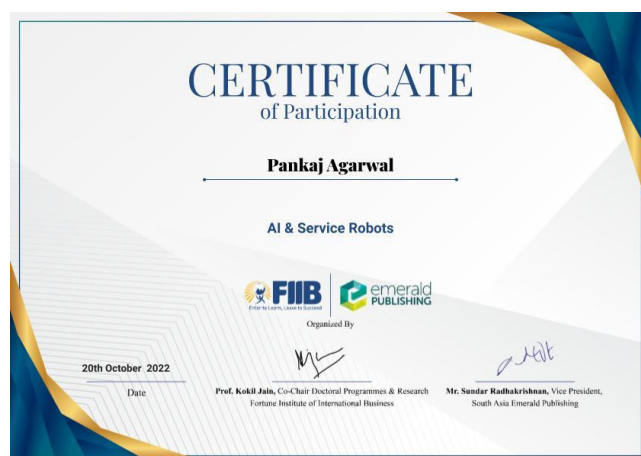 CERTIFICATE
of Participation
Pankaj Agarwal
AI & Service Robots
FIIB
Enter to Learn, Leave to Succeed
emerald
PUBLISHING
Organized By
20th October 2022
Date
Prof. Kokil Jain, Co-Chair Doctoral Programmes & Research
Fortune Institute of International Business
Mr. Sundar Radhakrishnan, Vice President,
South Asia Emerald Publishing